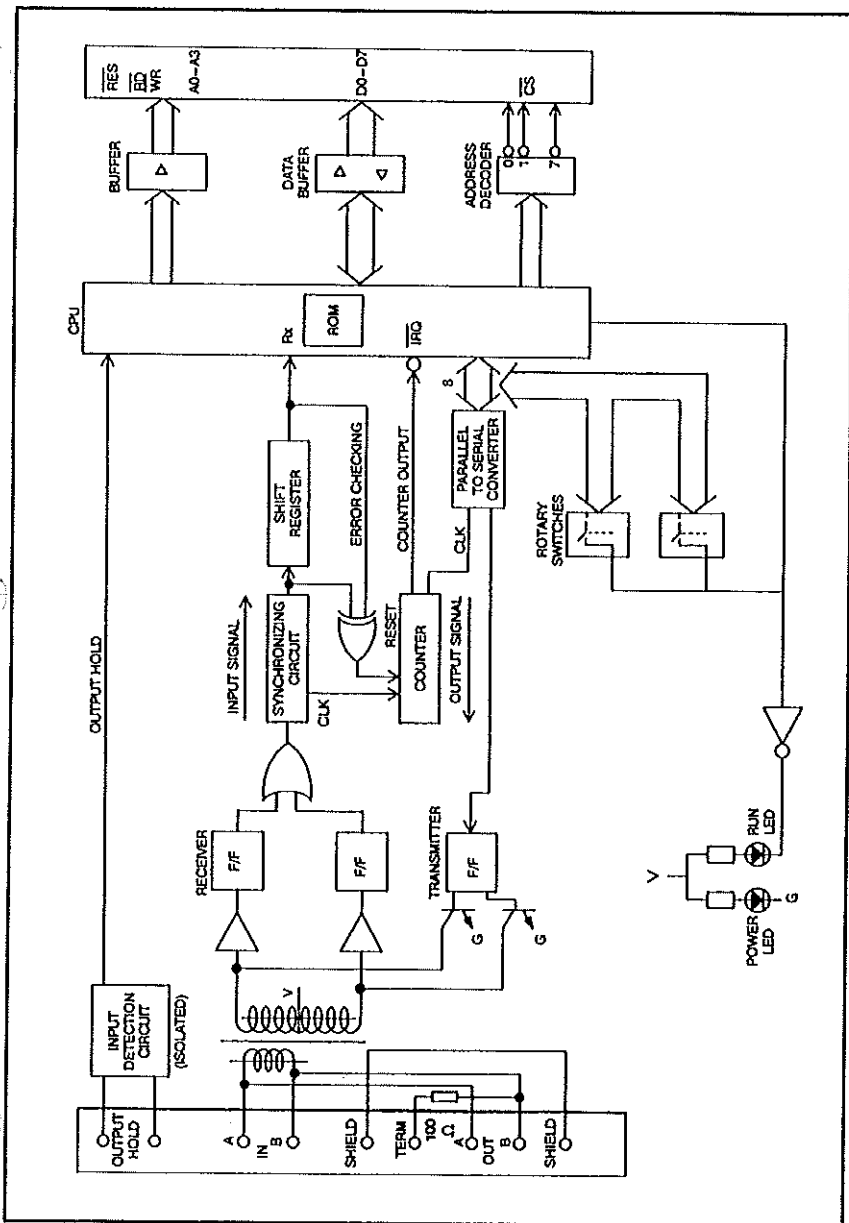 OUTPUT
HOLD
A
IN
B
SHIELD
TERM
100
Ω
A
OUT
B
SHIELD
INPUT
DETECTION
CIRCUIT
(ISOLATED)
OUTPUT HOLD
V
RECEIVER
F/F
F/F
TRANSMITTER
F/F
G
G
INPUT SIGNAL
SYNCHRONIZING
CIRCUIT
CLK
SHIFT
REGISTER
ERROR CHECKING
RESET
COUNTER
COUNTER OUTPUT
OUTPUT SIGNAL
CLK
PARALLEL
TO SERIAL
CONVERTER
8
CPU
Rx
ROM
IRQ
ROTARY
SWITCHES
V
POWER
LED
RUN
LED
G
BUFFER
DATA
BUFFER
ADDRESS
DECODER
0
1
7
RES
RD
WR
A0-A3
D0-D7
CS